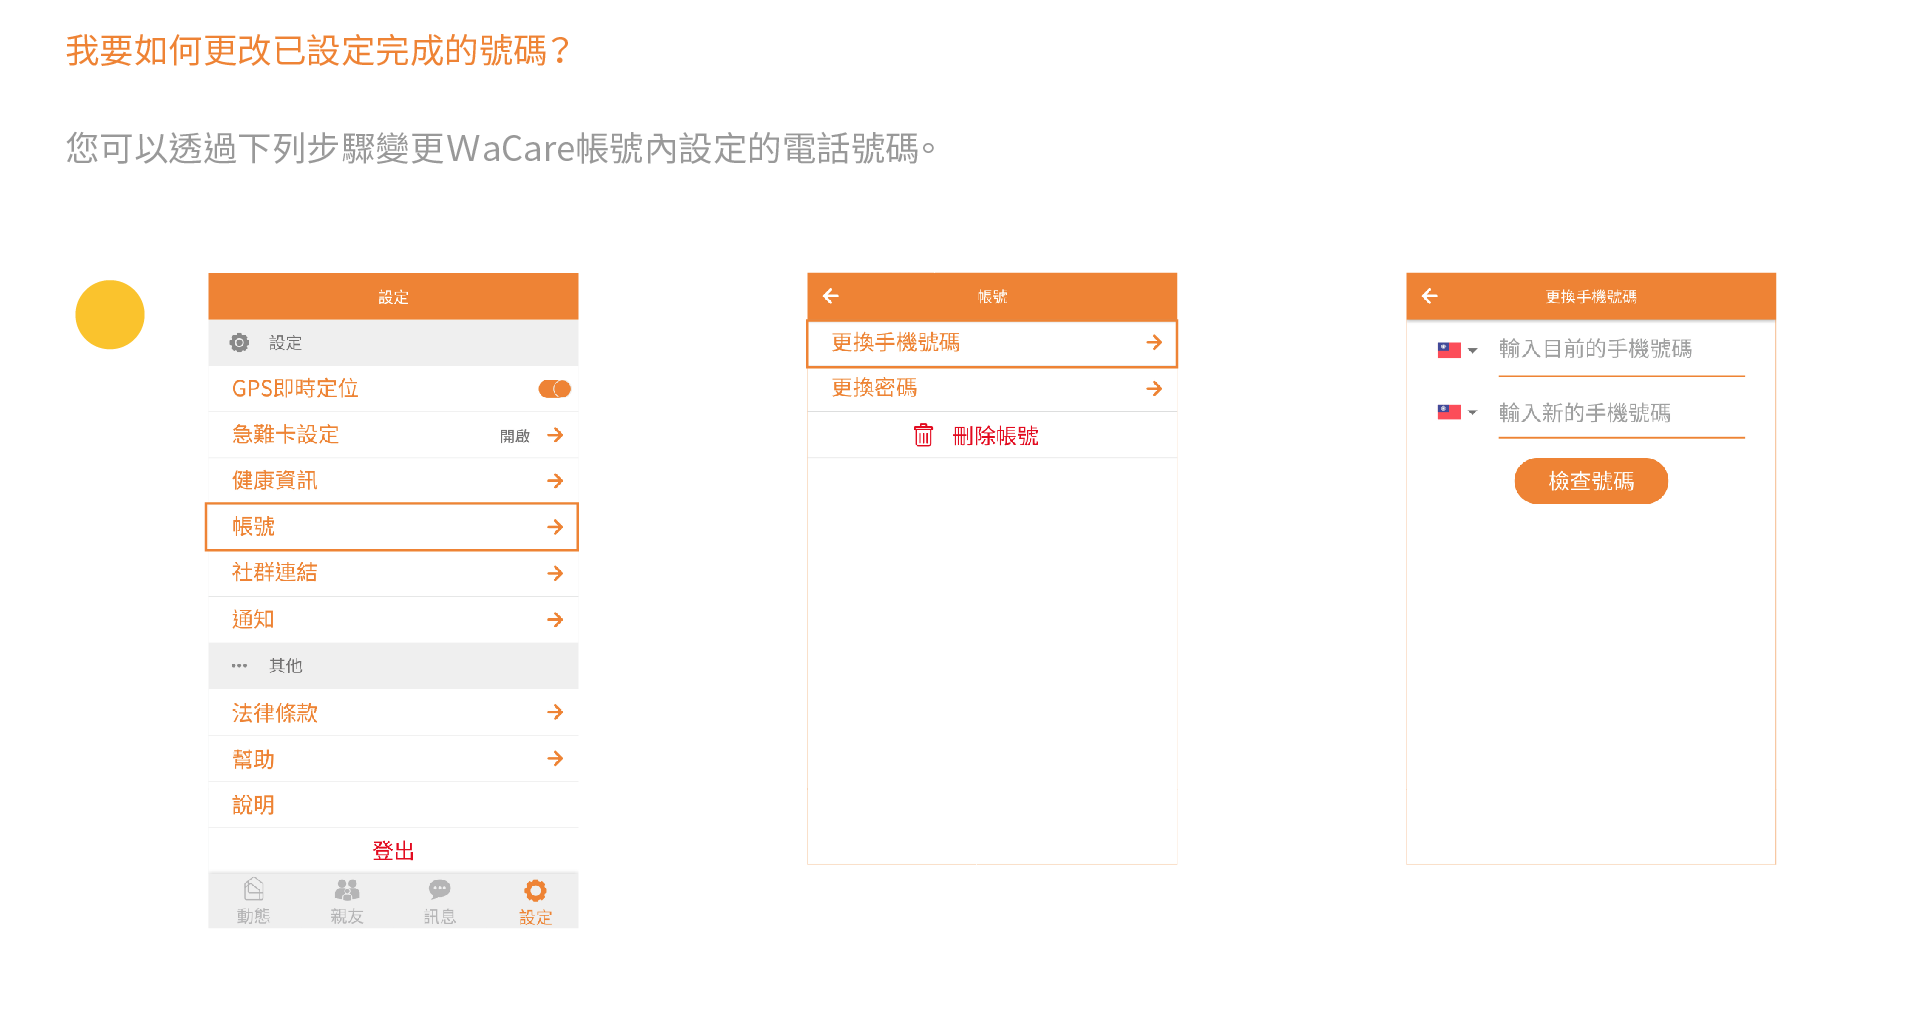 我要如何更改已設定完成的號碼？
您可以透過下列步驟變更WaCare帳號內設定的電話號碼。
設定
設定
GPS即時定位
急難卡設定 開啟
健康資訊
帳號
社群連結
通知
其他
法律條款
幫助
說明
登出
動態 親友 訊息 設定
帳號
更換手機號碼
更換密碼
刪除帳號
更換手機號碼
輸入目前的手機號碼
輸入新的手機號碼
檢查號碼